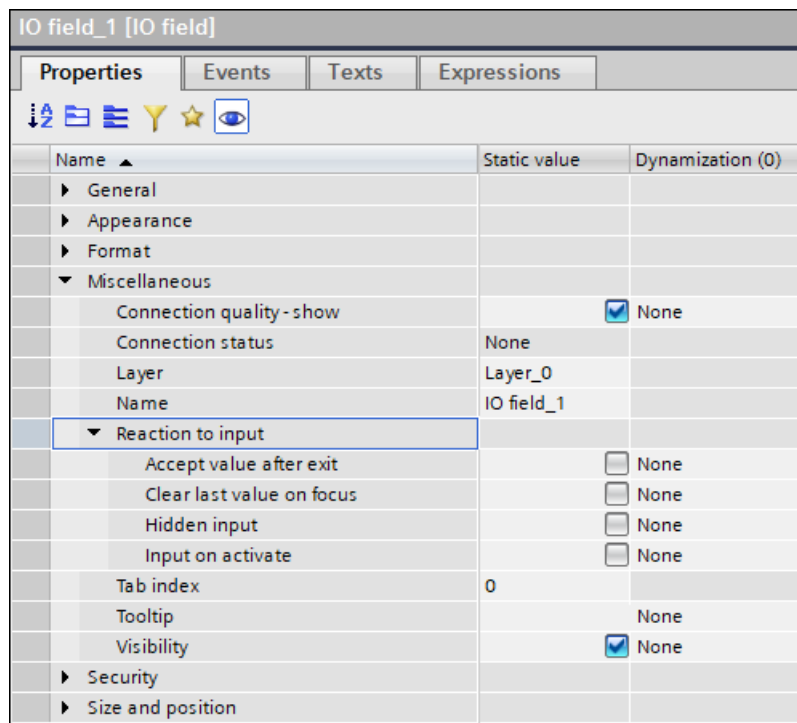 IO field_1 [IO field]
Properties Events Texts Expressions
Name Static value Dynamization (0)
General
Appearance
Format
Miscellaneous
Connection quality - show None
Connection status None
Layer Layer_0
Name IO field_1
Reaction to input
Accept value after exit None
Clear last value on focus None
Hidden input None
Input on activate None
Tab index 0
Tooltip None
Visibility None
Security
Size and position